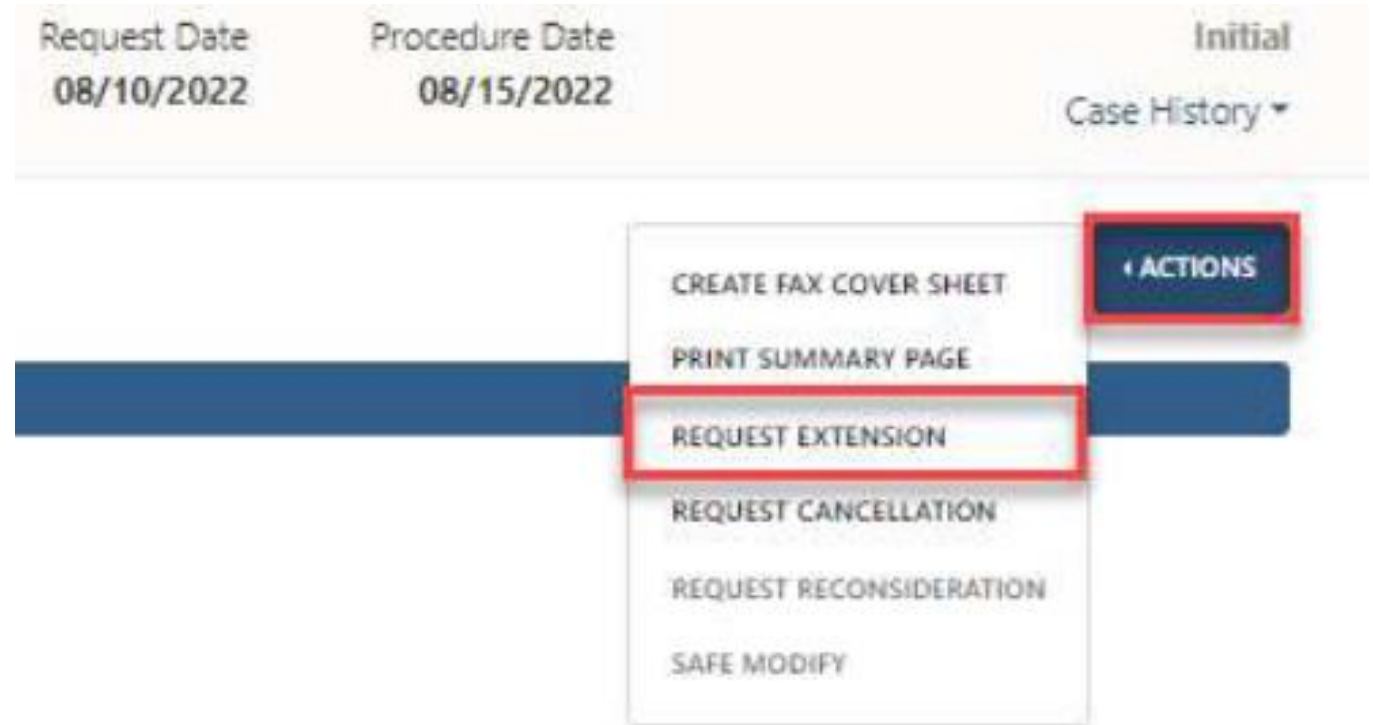 Request Date Procedure Date Initial
08/10/2022 08/15/2022
Case History
ACTIONS
CREATE FAX COVER SHEET
PRINT SUMMARY PAGE
REQUEST EXTENSION
REQUEST CANCELLATION
REQUEST RECONSIDERATION
SAFE MODIFY